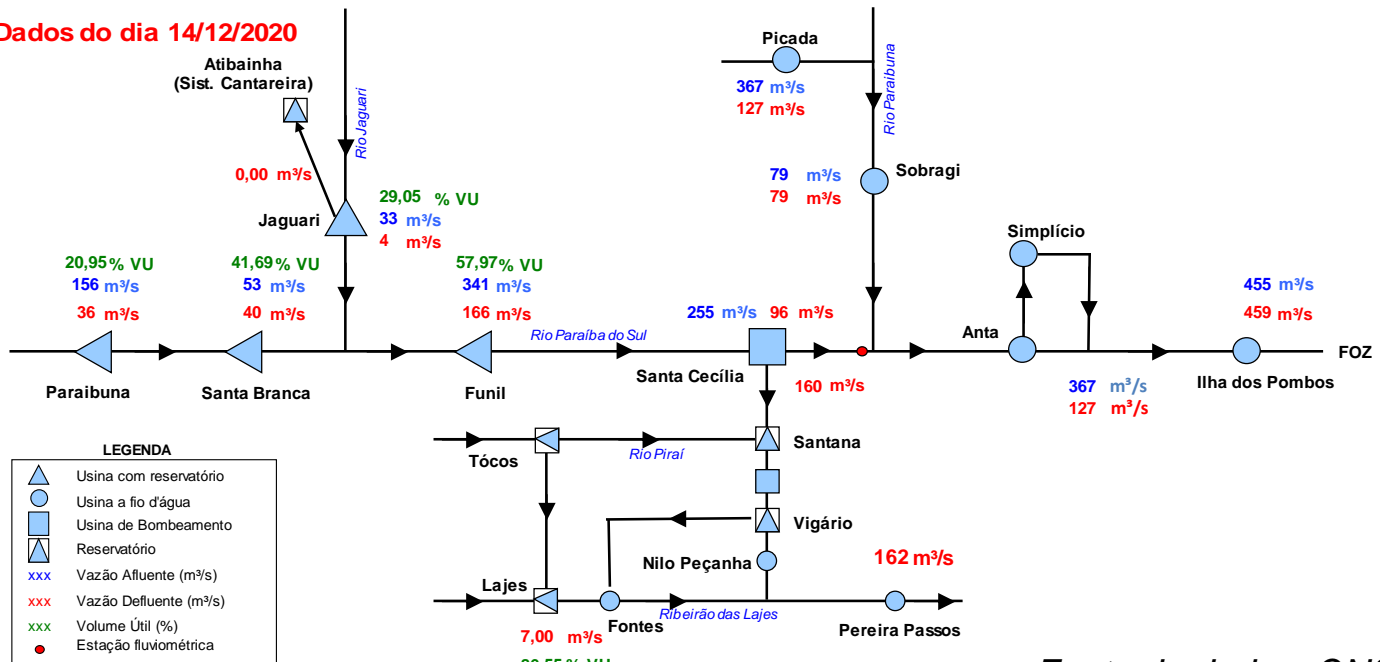 Dados do dia 14/12/2020
Atibainha
(Sist. Cantareira)
Rio Jaguari
0,00 m³/s
Jaguari
29,05 % VU
33 m³/s
4 m³/s
Picada
367 m³/s
127 m³/s
Rio Paraibuna
79 m³/s
79 m³/s
Sobragi
Simplício
20,95 % VU
156 m³/s
36 m³/s
Paraibuna
41,69 % VU
53 m³/s
40 m³/s
Santa Branca
57,97 % VU
341 m³/s
166 m³/s
Funil
Rio Paraíba do Sul
255 m³/s 96 m³/s
Santa Cecília
160 m³/s
Anta
367 m³/s
127 m³/s
455 m³/s
459 m³/s
Ilha dos Pombos
FOZ
Tócos
Rio Piraí
Santana
Vigário
Nilo Peçanha
162 m³/s
Lajes
7,00 m³/s
Fontes
Ribeirão das Lajes
Pereira Passos
LEGENDA
Usina com reservatório
Usina a fio d'água
Usina de Bombeamento
Reservatório
xxx Vazão Afluente (m³/s)
xxx Vazão Defluente (m³/s)
xxx Volume Útil (%)
Estação fluviométrica